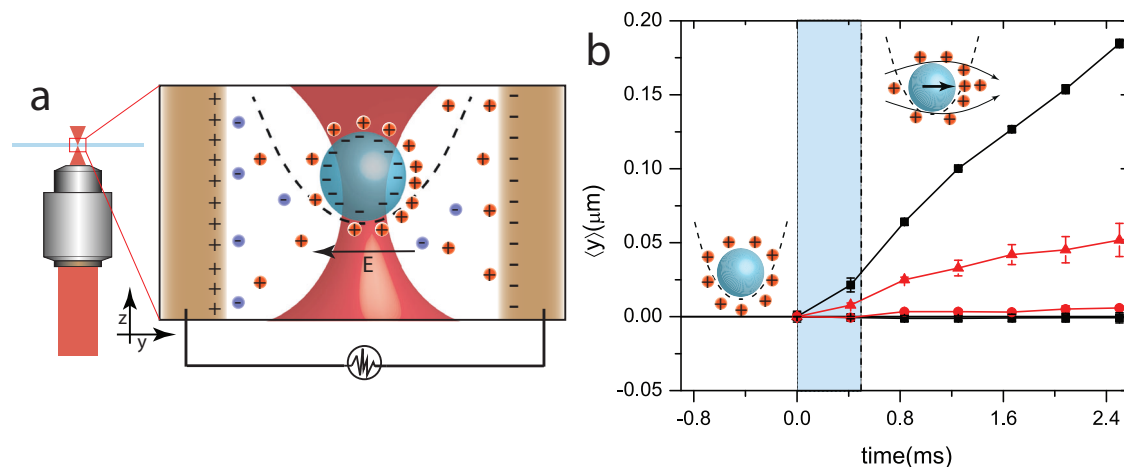 a
z
y
+ + + + + + + + + + + +
E
b
⟨y⟩(μm)
0.20
0.15
0.10
0.05
0.00
-0.05
-0.8 0.0 0.8 1.6 2.4
time(ms)